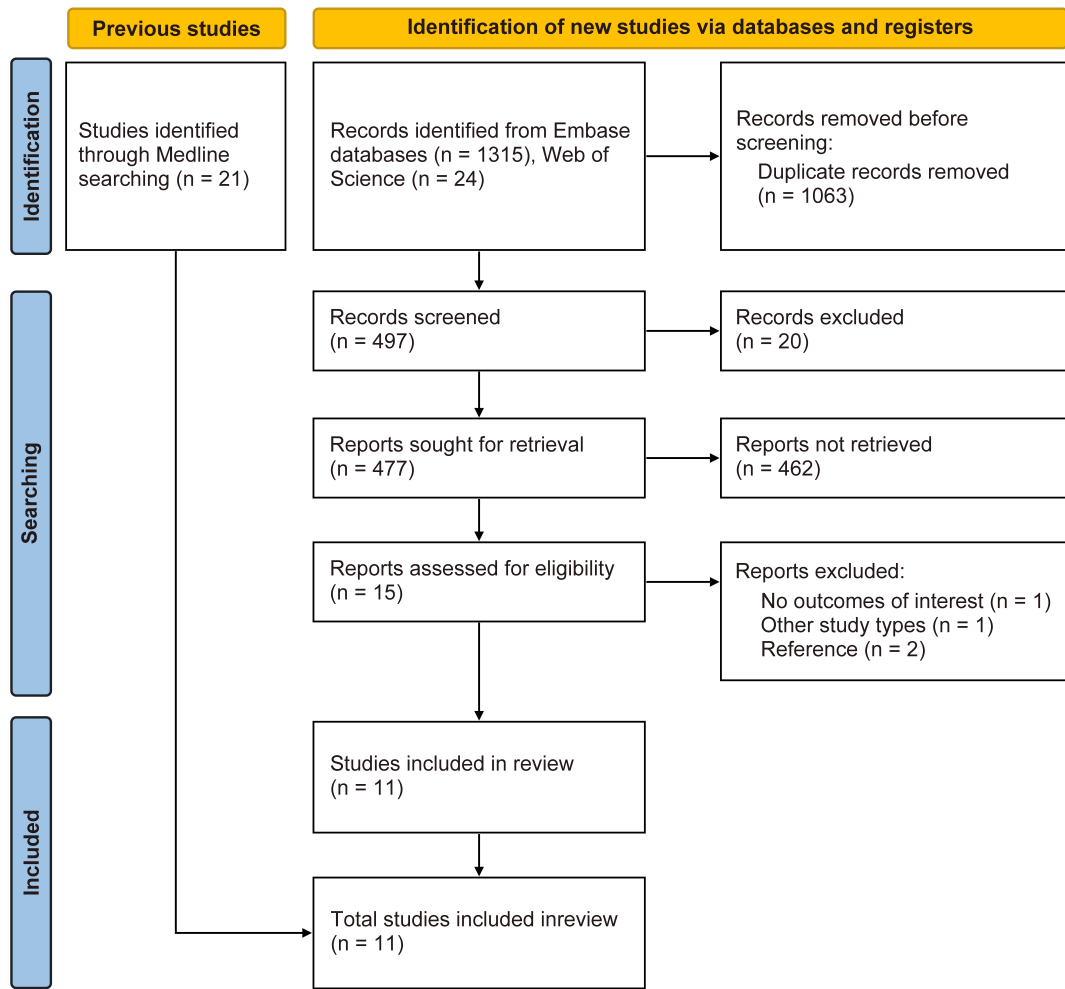 Previous studies
Identification of new studies via databases and registers
Identification
Studies identified
through Medline
searching (n = 21)
Records identified from Embase
databases (n = 1315), Web of
Science (n = 24)
Records removed before
screening:
Duplicate records removed
(n = 1063)
Searching
Records screened
(n = 497)
Records excluded
(n = 20)
Reports sought for retrieval
(n = 477)
Reports not retrieved
(n = 462)
Reports assessed for eligibility
(n = 15)
Reports excluded:
No outcomes of interest (n = 1)
Other study types (n = 1)
Reference (n = 2)
Included
Studies included in review
(n = 11)
Total studies included inreview
(n = 11)